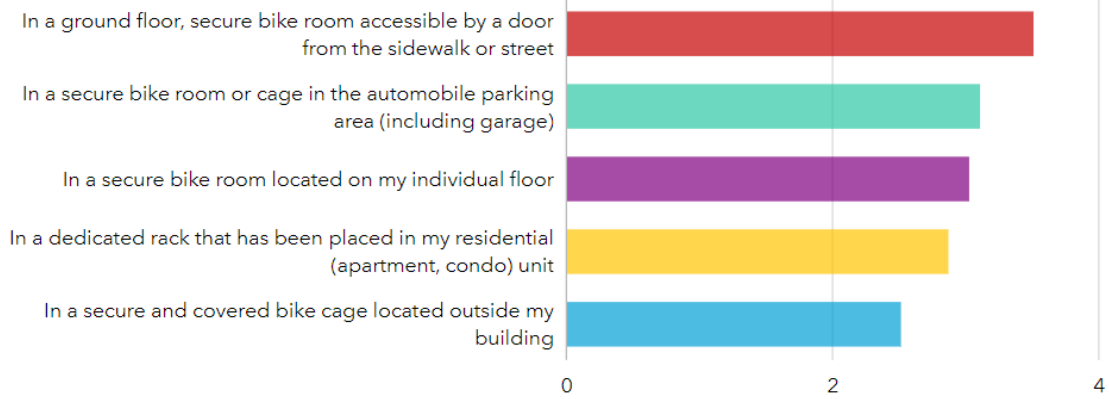 In a ground floor, secure bike room accessible by a door
from the sidewalk or street
In a secure bike room or cage in the automobile parking
area (including garage)
In a secure bike room located on my individual floor
In a dedicated rack that has been placed in my residential
(apartment, condo) unit
In a secure and covered bike cage located outside my
building
0 2 4